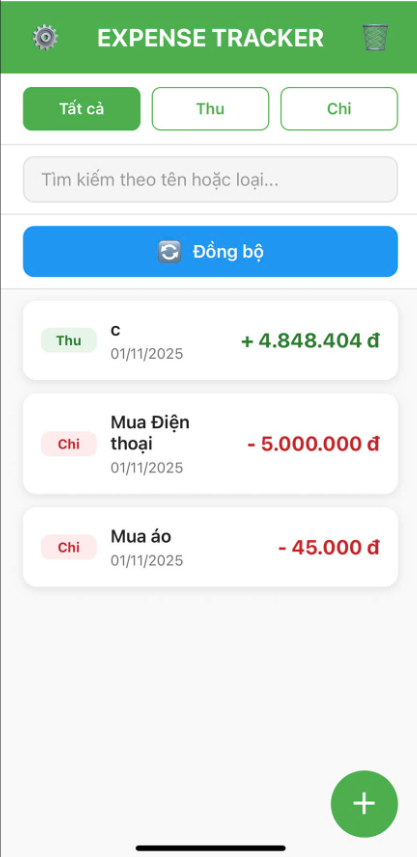 EXPENSE TRACKER
Tất cả
Thu
Chi
Tìm kiếm theo tên hoặc loại...
Đồng bộ
Thu
c
01/11/2025
+ 4.848.404 đ
Chi
Mua Điện
thoại
01/11/2025
- 5.000.000 đ
Chi
Mua áo
01/11/2025
- 45.000 đ
+